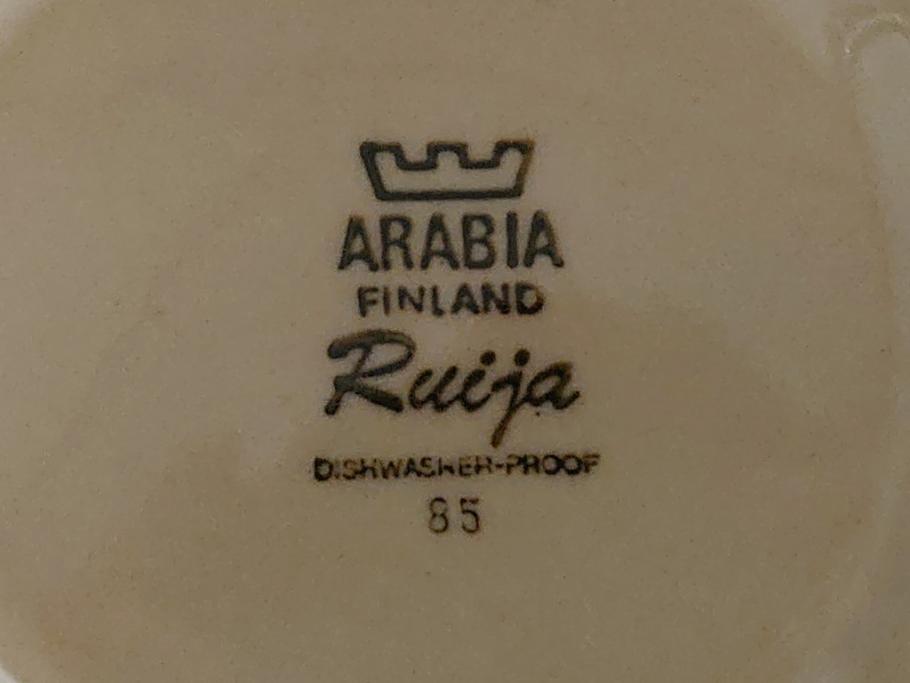 ARABIA
FINLAND
Ruija
DISHWASHER-PROOF
85